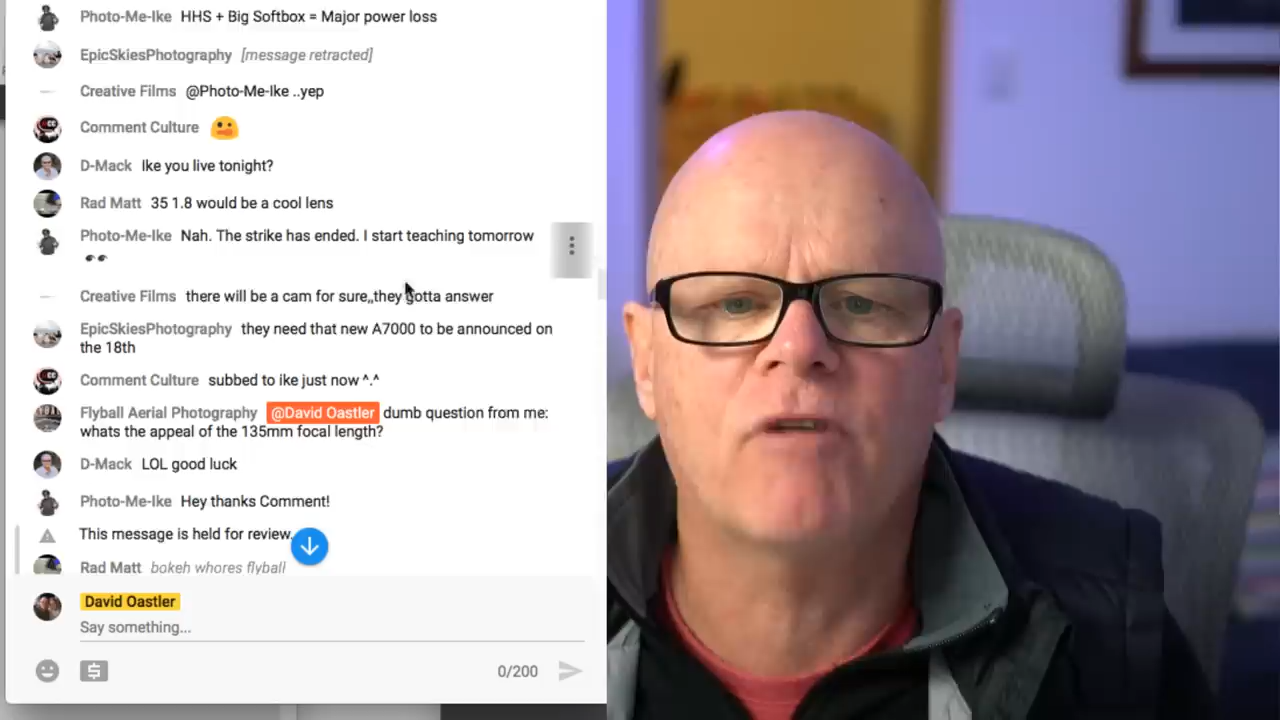 Photo-Me-Ike HHS + Big Softbox = Major power loss
EpicSkiesPhotography [message retracted]
Creative Films @Photo-Me-Ike ..yep
Comment Culture
D-Mack Ike you live tonight?
Rad Matt 35 1.8 would be a cool lens
Photo-Me-Ike Nah. The strike has ended. I start teaching tomorrow
Creative Films there will be a cam for sure,,they gotta answer
EpicSkiesPhotography they need that new A7000 to be announced on
the 18th
Comment Culture subbed to ike just now ^.^
Flyball Aerial Photography @David Oastler dumb question from me:
whats the appeal of the 135mm focal length?
D-Mack LOL good luck
Photo-Me-Ike Hey thanks Comment!
This message is held for review.
Rad Matt bokeh whores flyball
David Oastler
Say something...
0/200